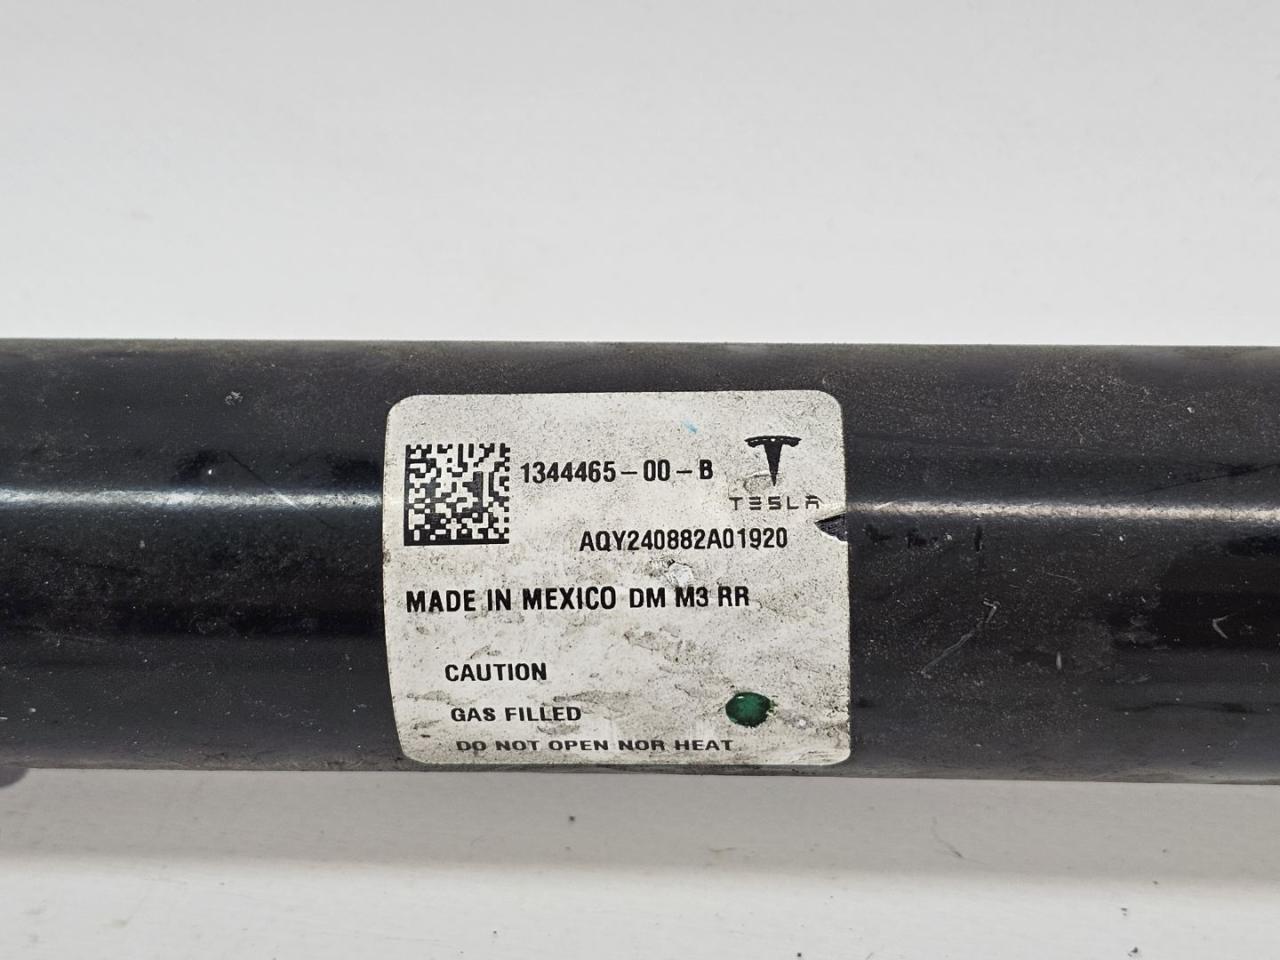 1344465-00-B
TESLA
AQY240882A01920
MADE IN MEXICO DM M3 RR
CAUTION
GAS FILLED
DO NOT OPEN NOR HEAT